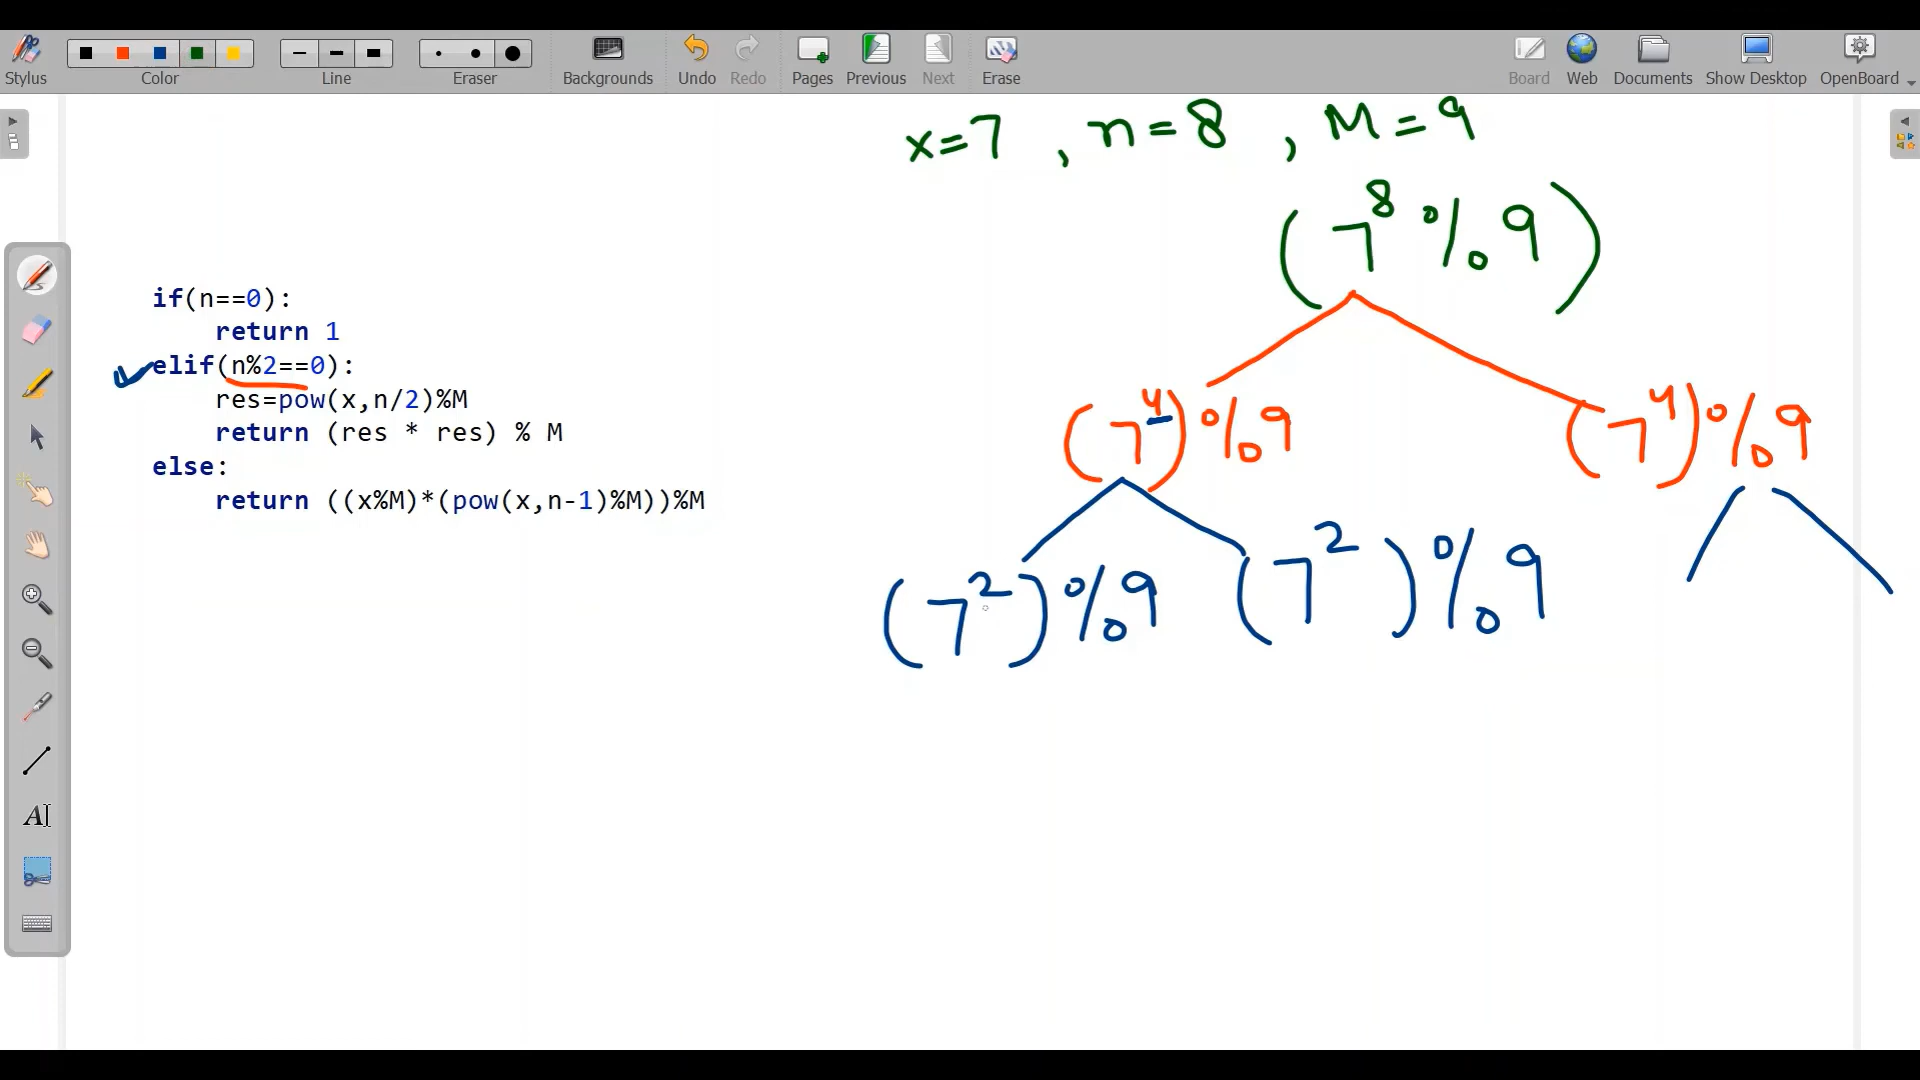 Stylus Color Line Eraser Backgrounds Undo Redo Pages Previous Next Erase Board Web Documents Show Desktop OpenBoard
x=7 , n=8 , M=9
(7^8 % 9)
if(n==0):
return 1
elif(n%2==0):
res=pow(x,n/2)%M
return (res * res) % M
else:
return ((x%M)*(pow(x,n-1)%M))%M
(7^4)%9 (7^4)%9
(7^2)%9 (7^2)%9
A